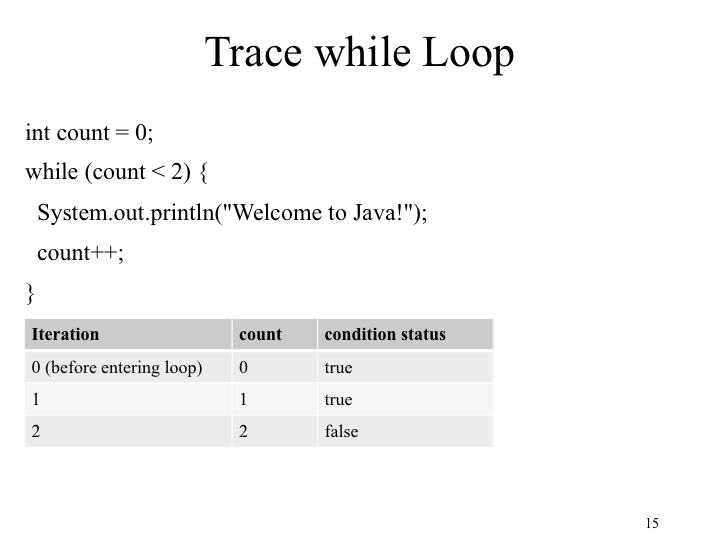 Trace while Loop
int count = 0;
while (count < 2) {
System.out.println("Welcome to Java!");
count++;
}
Iteration count condition status
0 (before entering loop) 0 true
1 1 true
2 2 false
15